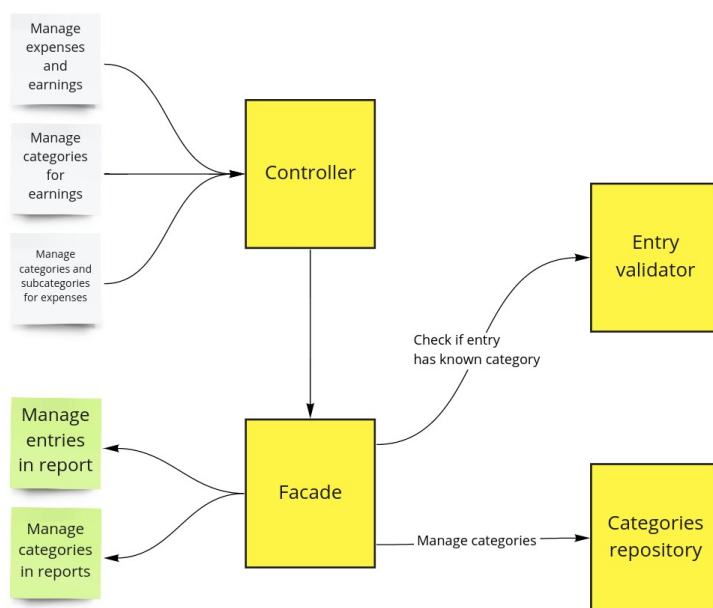 Manage
expenses
and
earnings
Manage
categories
for
earnings
Manage
categories and
subcategories
for expenses
Controller
Entry
validator
Check if entry
has known category
Manage
entries
in report
Manage
categories
in reports
Facade
Manage categories
Categories
repository